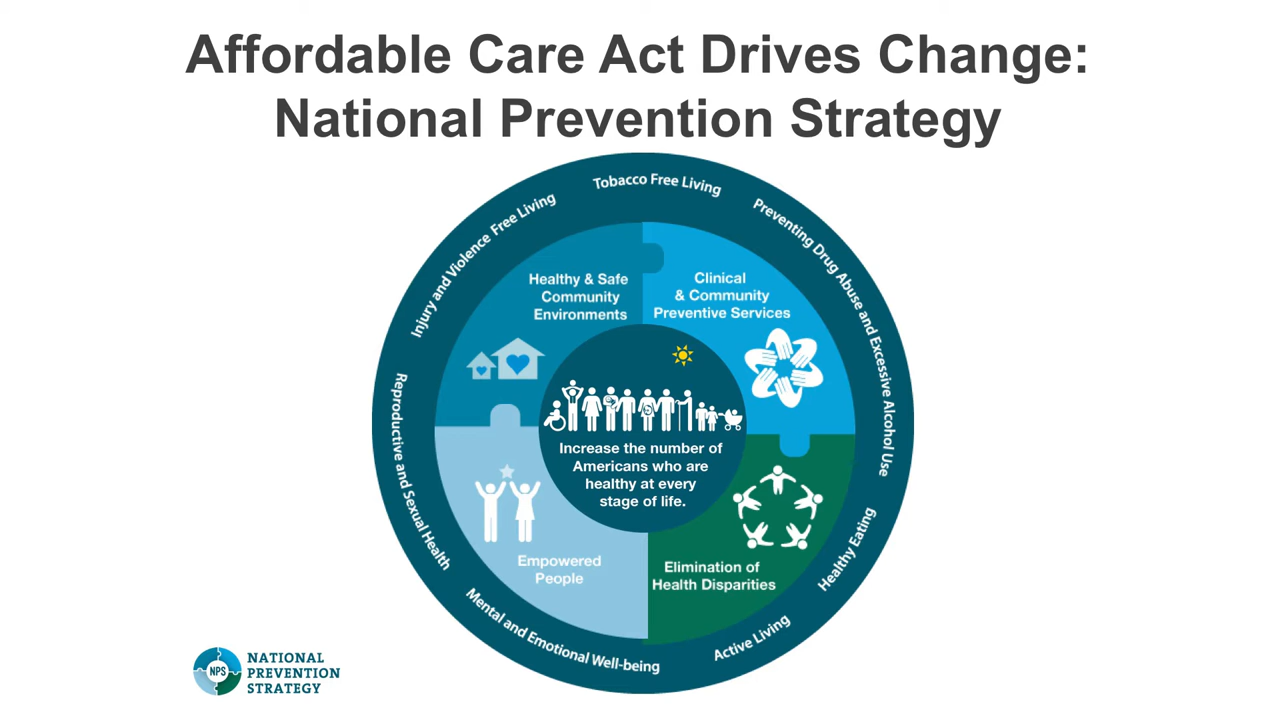 Affordable Care Act Drives Change:
National Prevention Strategy
Tobacco Free Living
Preventing Drug Abuse and Excessive Alcohol Use
Healthy Eating
Active Living
Mental and Emotional Well-being
Reproductive and Sexual Health
Injury and Violence Free Living
Healthy & Safe
Community
Environments
Clinical
& Community
Preventive Services
Increase the number of
Americans who are
healthy at every
stage of life.
Empowered
People
Elimination of
Health Disparities
NPS
NATIONAL
PREVENTION
STRATEGY